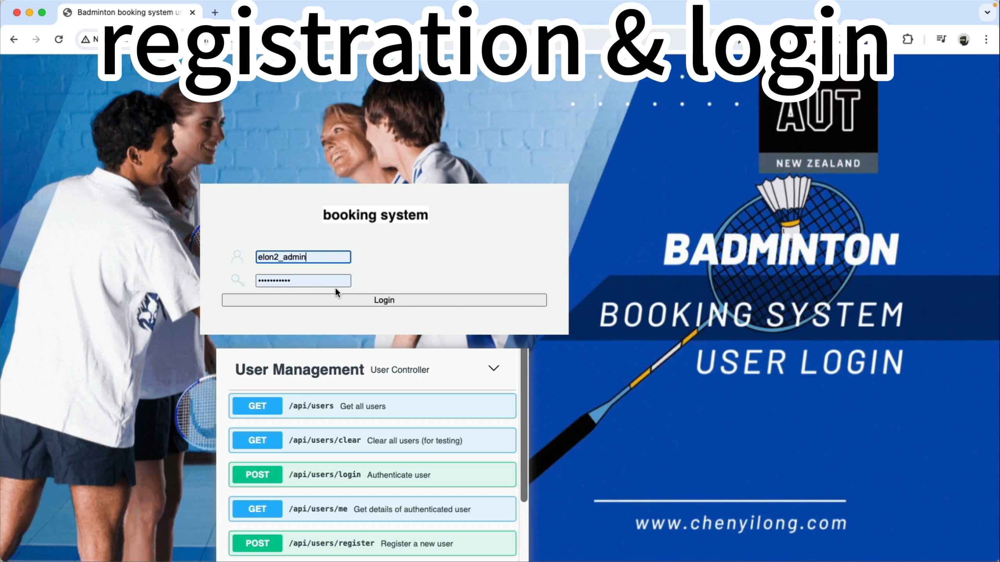 Badminton booking system us
registration & login
N
AUT
NEW ZEALAND
booking system
elon2_admin
Login
BADMINTON
BOOKING SYSTEM
USER LOGIN
User Management User Controller
GET /api/users Get all users
GET /api/users/clear Clear all users (for testing)
POST /api/users/login Authenticate user
GET /api/users/me Get details of authenticated user
POST /api/users/register Register a new user
www.chenyilong.com